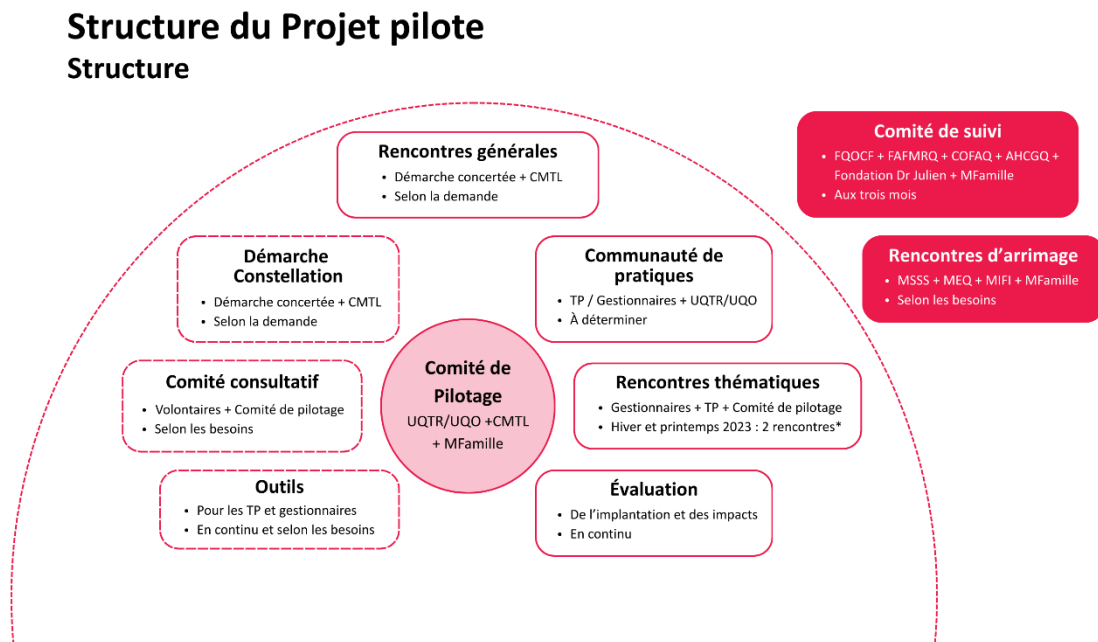 Structure du Projet pilote
Structure
Rencontres générales
• Démarche concertée + CMTL
• Selon la demande
Comité de suivi
• FQOCF + FAFMRQ + COFAQ + AHCGQ +
Fondation Dr Julien + MFamille
• Aux trois mois
Démarche
Constellation
• Démarche concertée + CMTL
• Selon la demande
Communauté de
pratiques
• TP / Gestionnaires + UQTR/UQO
• À déterminer
Rencontres d'arrimage
• MSSS + MEQ + MIFI + MFamille
• Selon les besoins
Comité consultatif
• Volontaires + Comité de pilotage
• Selon les besoins
Comité de
Pilotage
UQTR/UQO +CMTL
+ MFamille
Rencontres thématiques
• Gestionnaires + TP + Comité de pilotage
• Hiver et printemps 2023 : 2 rencontres*
Outils
• Pour les TP et gestionnaires
• En continu et selon les besoins
Évaluation
• De l'implantation et des impacts
• En continu